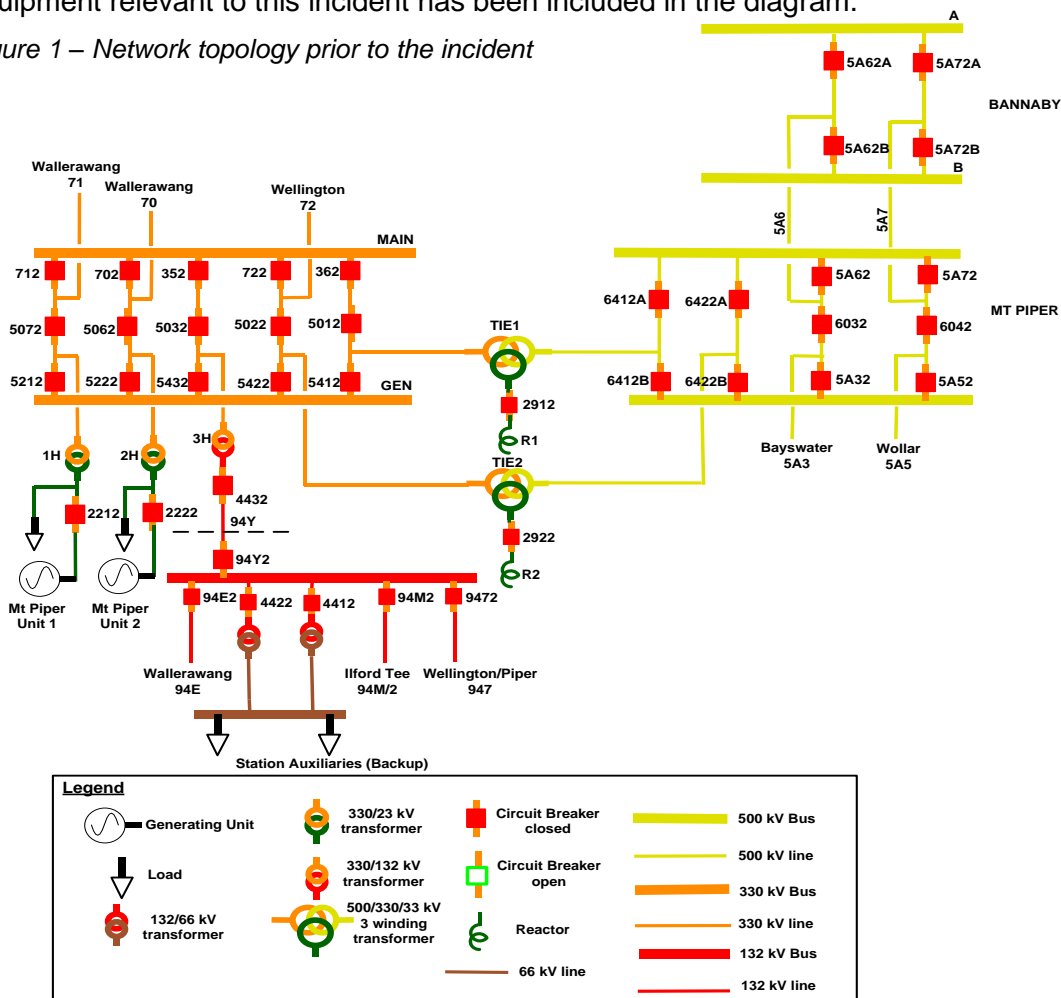 quipment relevant to this incident has been included in the diagram.
gure 1 – Network topology prior to the incident
A
5A62A
5A72A
BANNABY
5A62B
5A72B
B
Wallerawang
71
Wallerawang
70
Wellington
72
5A6
5A7
MAIN
712
702
352
722
362
5072
5062
5032
5022
5012
5212
5222
5432
5422
5412
GEN
TIE1
2912
R1
TIE2
2922
R2
6412A
6422A
5A62
5A72
MT PIPER
6032
6042
6412B
6422B
5A32
5A52
Bayswater
5A3
Wollar
5A5
1H
2H
3H
2212
2222
4432
94Y
94Y2
Mt Piper
Unit 1
Mt Piper
Unit 2
94E2
4422
4412
94M2
9472
Wallerawang
94E
Ilford Tee
94M/2
Wellington/Piper
947
Station Auxiliaries (Backup)
Legend
Generating Unit
Load
132/66 kV
transformer
330/23 kV
transformer
330/132 kV
transformer
500/330/33 kV
3 winding
transformer
Circuit Breaker
closed
Circuit Breaker
open
Reactor
66 kV line
500 kV Bus
500 kV line
330 kV Bus
330 kV line
132 kV Bus
132 kV line